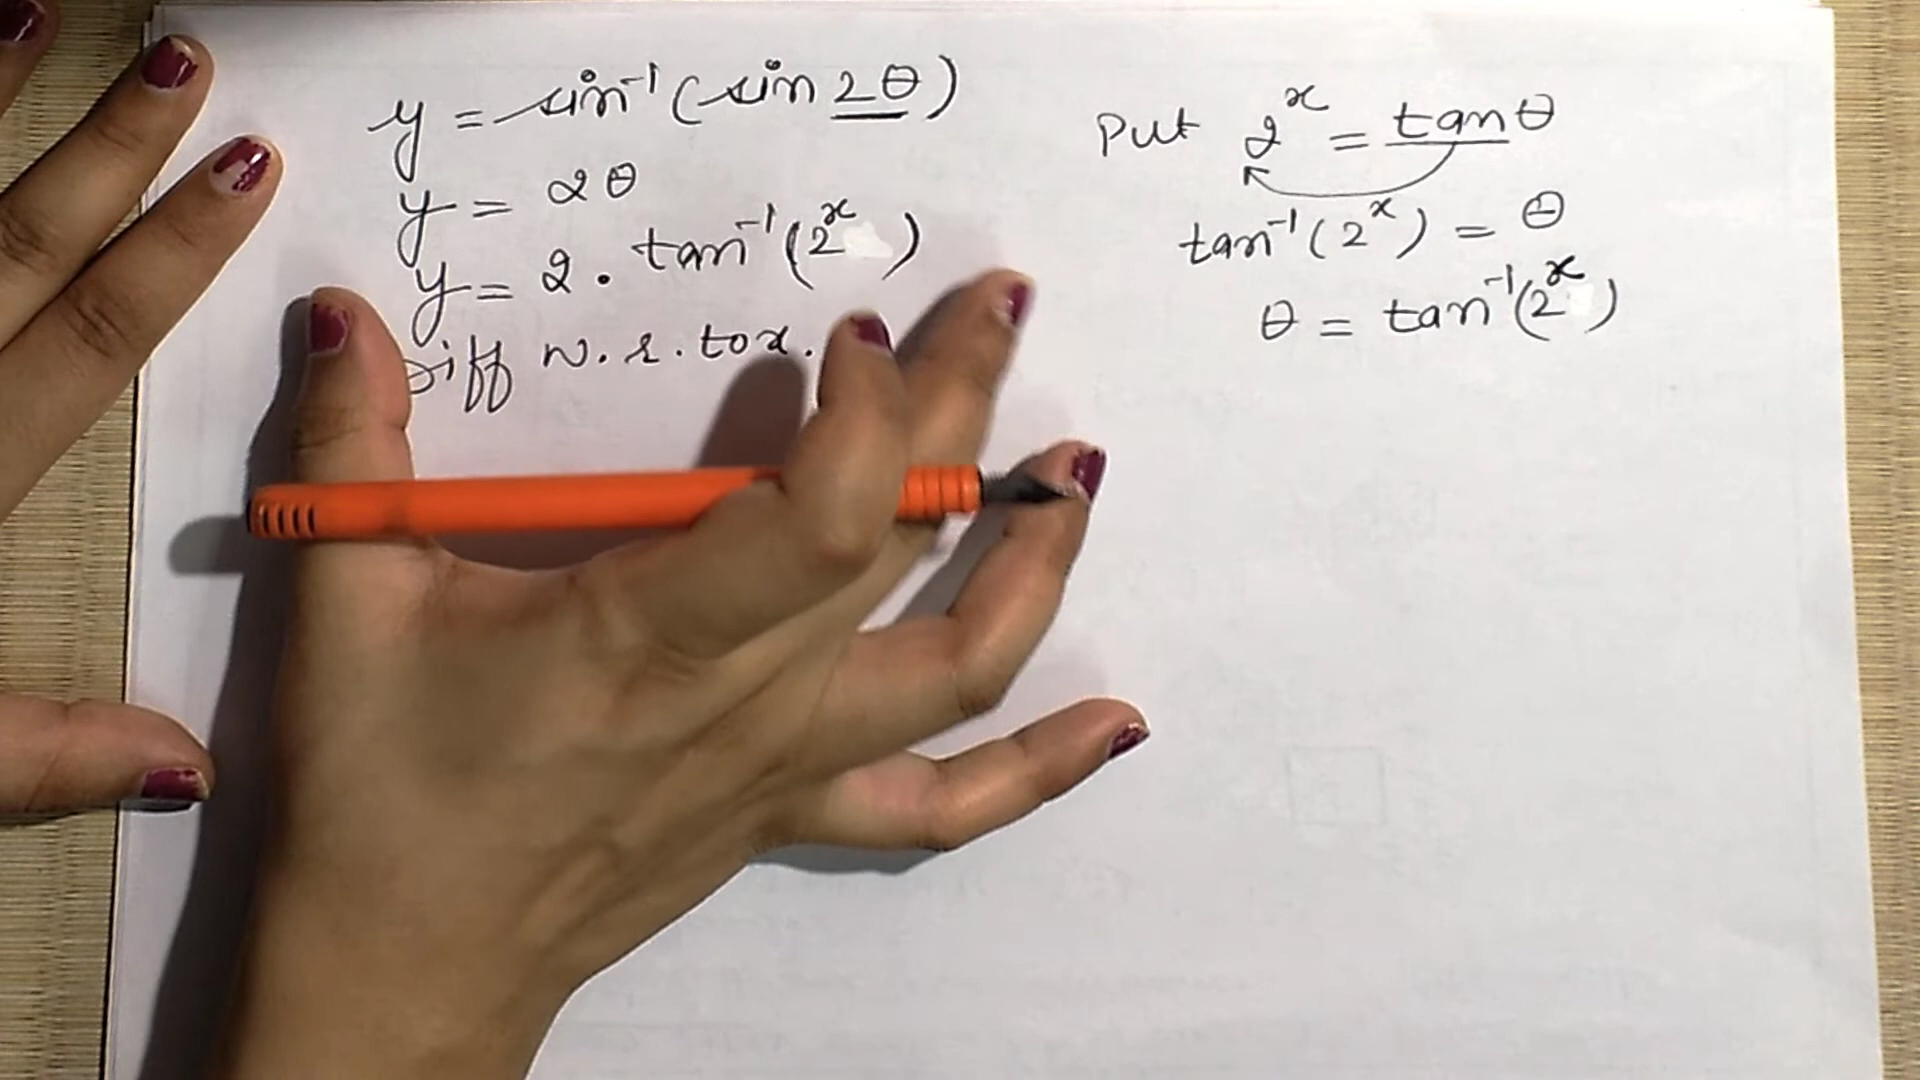 y = sin⁻¹(sin 2θ)
y = 2θ
y = 2 . tan⁻¹(2ˣ)
Diff w.r.to x.
Put 2ˣ = tanθ
tan⁻¹(2ˣ) = θ
θ = tan⁻¹(2ˣ)